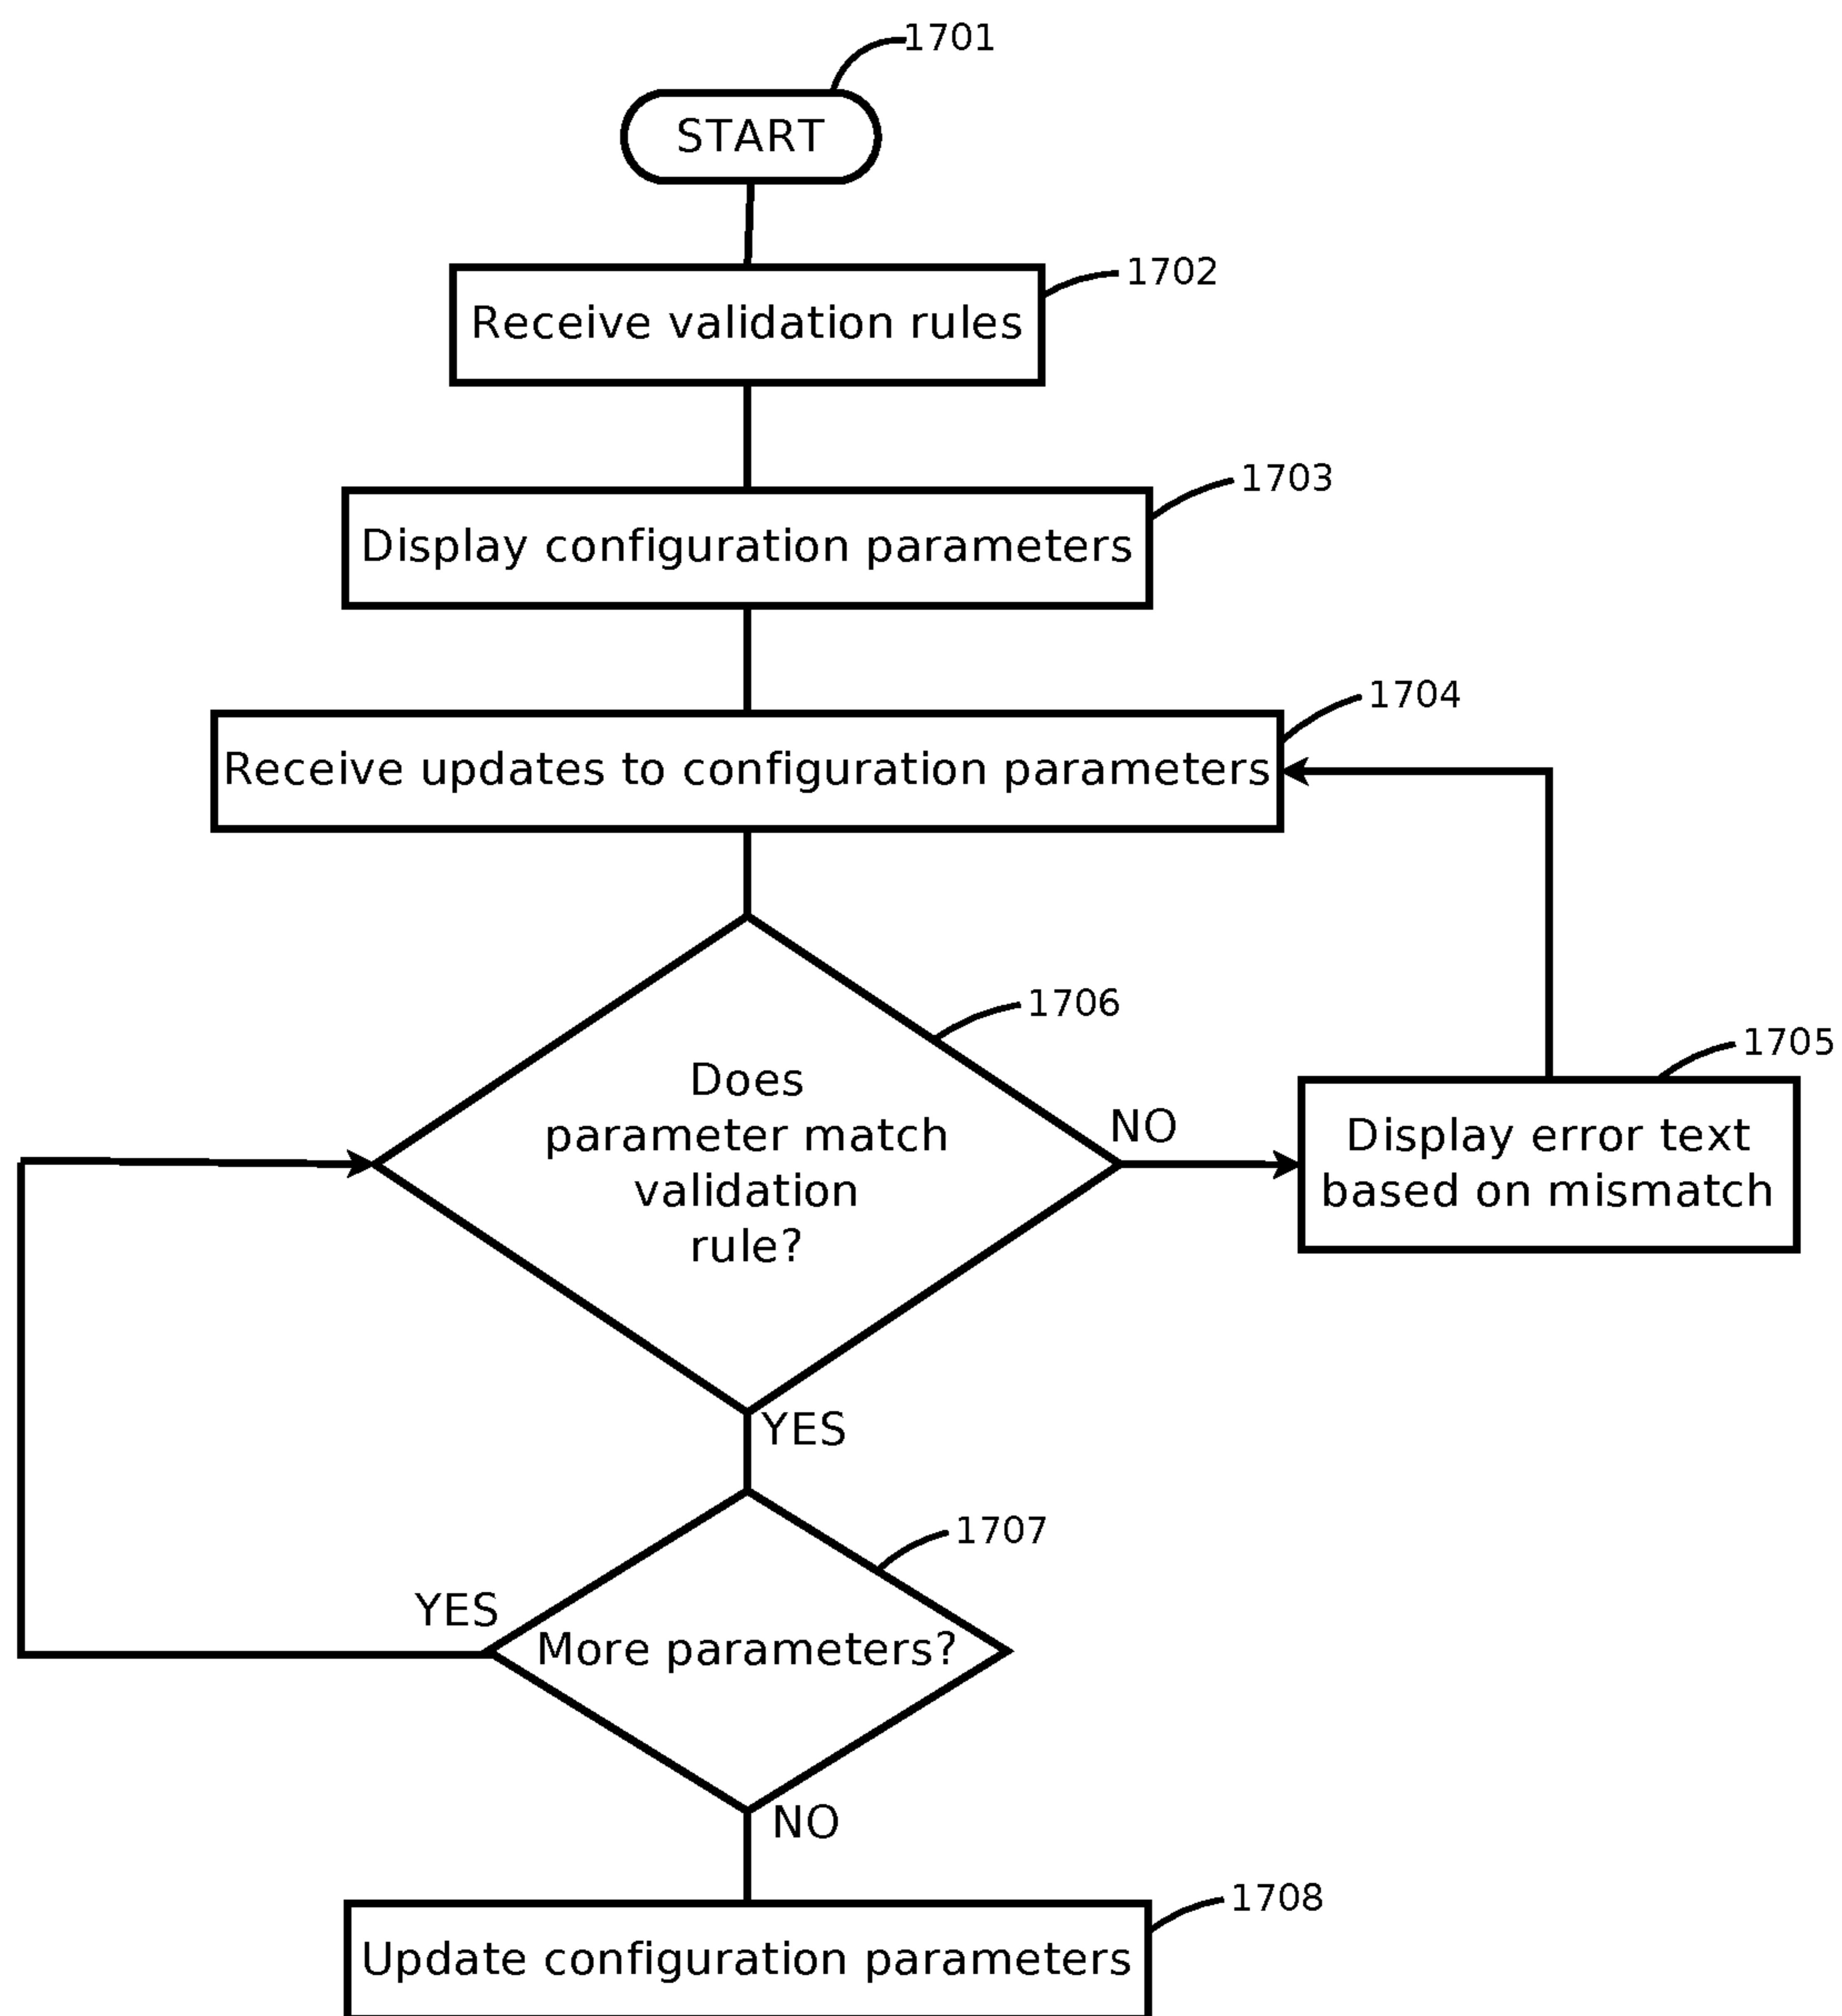 1701
START
1702
Receive validation rules
1703
Display configuration parameters
1704
Receive updates to configuration parameters
1706
Does
parameter match
validation
rule?
NO
1705
Display error text
based on mismatch
YES
1707
YES
More parameters?
NO
1708
Update configuration parameters